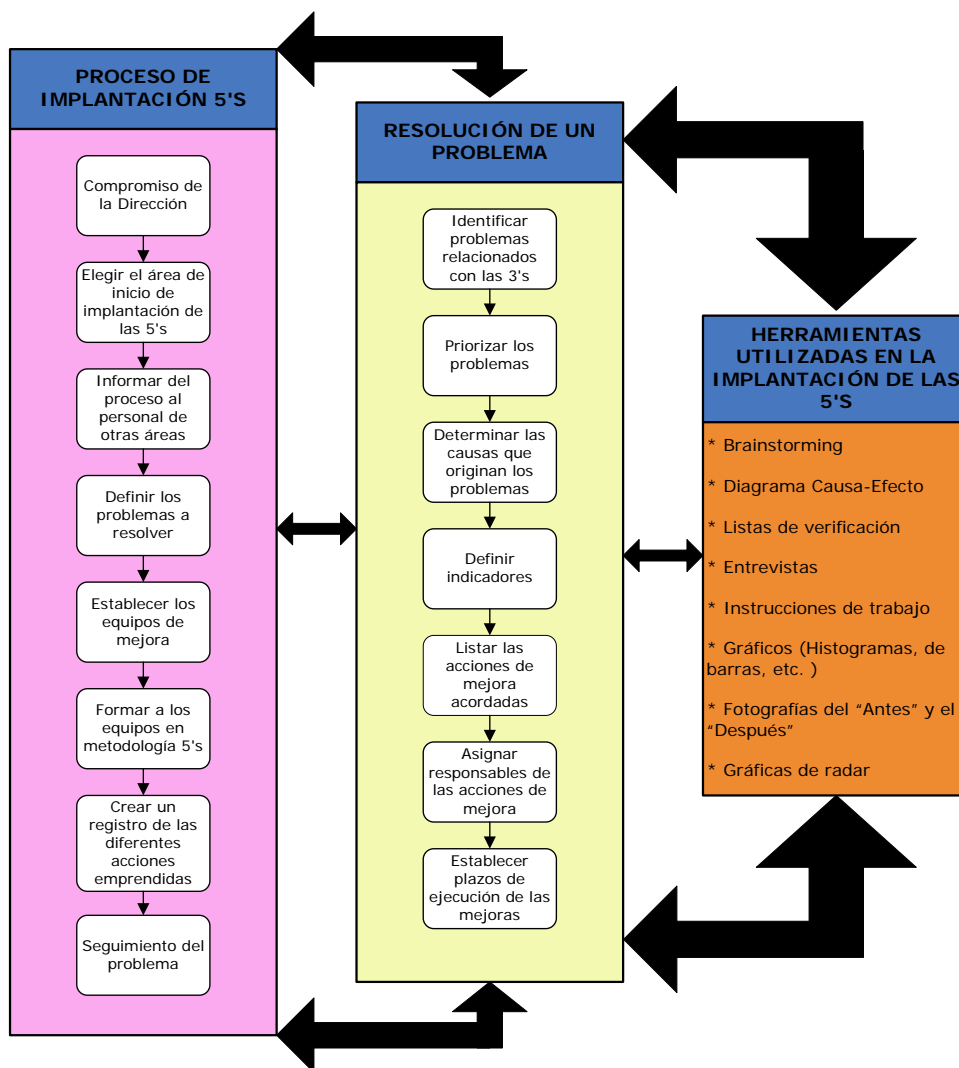 PROCESO DE
IMPLANTACIÓN 5'S
Compromiso de
la Dirección
Elegir el área de
inicio de
implantación de
las 5's
Informar del
proceso al
personal de
otras áreas
Definir los
problemas a
resolver
Establecer los
equipos de
mejora
Formar a los
equipos en
metodología 5's
Crear un
registro de las
diferentes
acciones
emprendidas
Seguimiento del
problema
RESOLUCIÓN DE UN
PROBLEMA
Identificar
problemas
relacionados
con las 3's
Priorizar los
problemas
Determinar las
causas que
originan los
problemas
Definir
indicadores
Listar las
acciones de
mejora
acordadas
Asignar
responsables de
las acciones de
mejora
Establecer
plazos de
ejecución de las
mejoras
HERRAMIENTAS
UTILIZADAS EN LA
IMPLANTACIÓN DE LAS
5'S
* Brainstorming
* Diagrama Causa-Efecto
* Listas de verificación
* Entrevistas
* Instrucciones de trabajo
* Gráficos (Histogramas, de
barras, etc. )
* Fotografías del “Antes” y el
“Después”
* Gráficas de radar